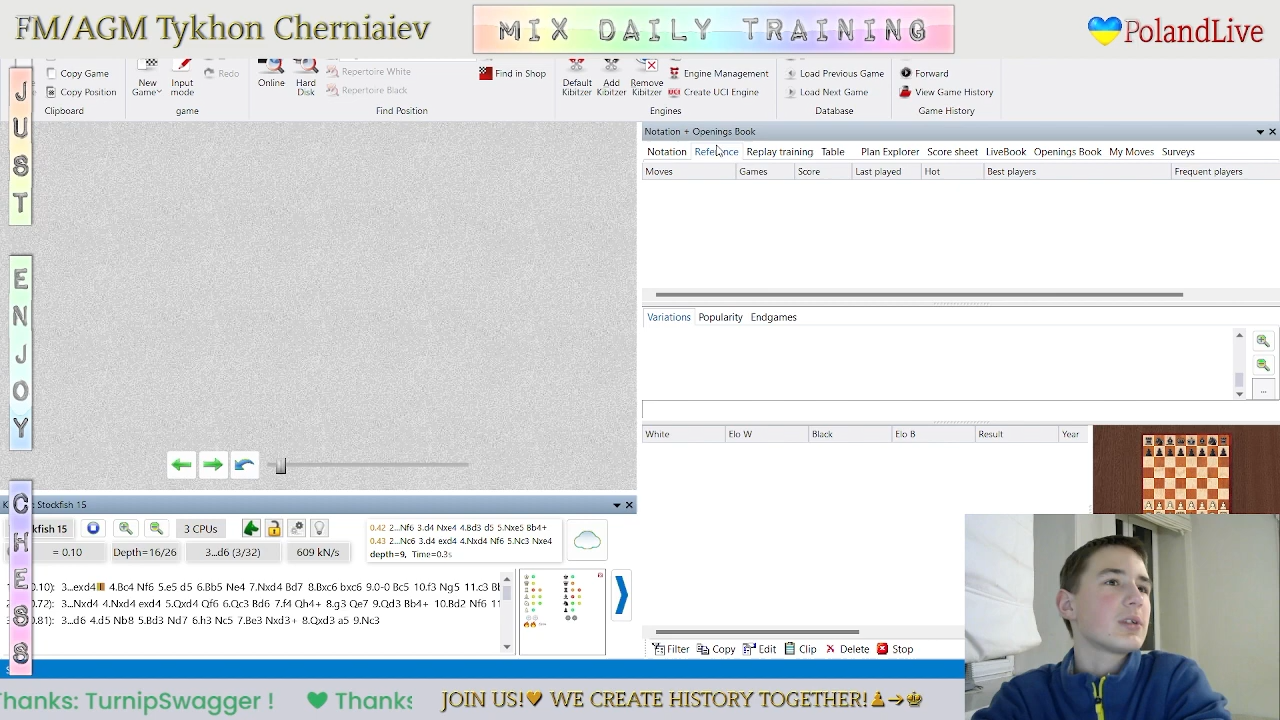 FM/AGM Tykhon Cherniaiev
MIX DAILY TRAINING
PolandLive
JUST
ENJOY
CHESS
Copy Game
Copy Position
Clipboard
New Game
Input mode
Redo
game
Online
Hard Disk
Repertoire White
Repertoire Black
Find in Shop
Find Position
Default Kibitzer
Add Kibitzer
Remove Kibitzer
Engine Management
UCI Create UCI Engine
Engines
Load Previous Game
Load Next Game
Database
Forward
View Game History
Game History
Notation + Openings Book
Notation Reference Replay training Table Plan Explorer Score sheet LiveBook Openings Book My Moves Surveys
Moves Games Score Last played Hot Best players Frequent players
Variations Popularity Endgames
White Elo W Black Elo B Result Year
Stockfish 15
kfish 15
3 CPUs
0.42 2...Nf6 3.d4 Nxe4 4.Bd3 d5 5.Nxe5 Bb4+
0.43 2...Nc6 3.d4 exd4 4.Nxd4 Nf6 5.Nc3 Nxe4
depth=9, Time=0.3s
= 0.10 Depth=16/26 3...d6 (3/32) 609 kN/s
3...exd4 4.Bc4 Nf6 5.e5 d5 6.Bb5 Ne4 7.Nxd4 Bd7 8.Bxc6 bxc6 9.0-0 Bc5 10.f3 Ng5 11.c3
3...Nxd4 4.Nxd4 exd4 5.Qxd4 Qf6 6.Qc3 Bc5 7.f4 Nh6 8.g3 Qe7 9.Qd3 Bb4+ 10.Bd2 Nf6
3...d6 4.d5 Nb8 5.Bd3 Nd7 6.h3 Nc5 7.Be3 Nxd3+ 8.Qxd3 a5 9.Nc3
Filter Copy Edit Clip Delete Stop
Thanks: TurnipSwagger !
Thanks
JOIN US! WE CREATE HISTORY TOGETHER!